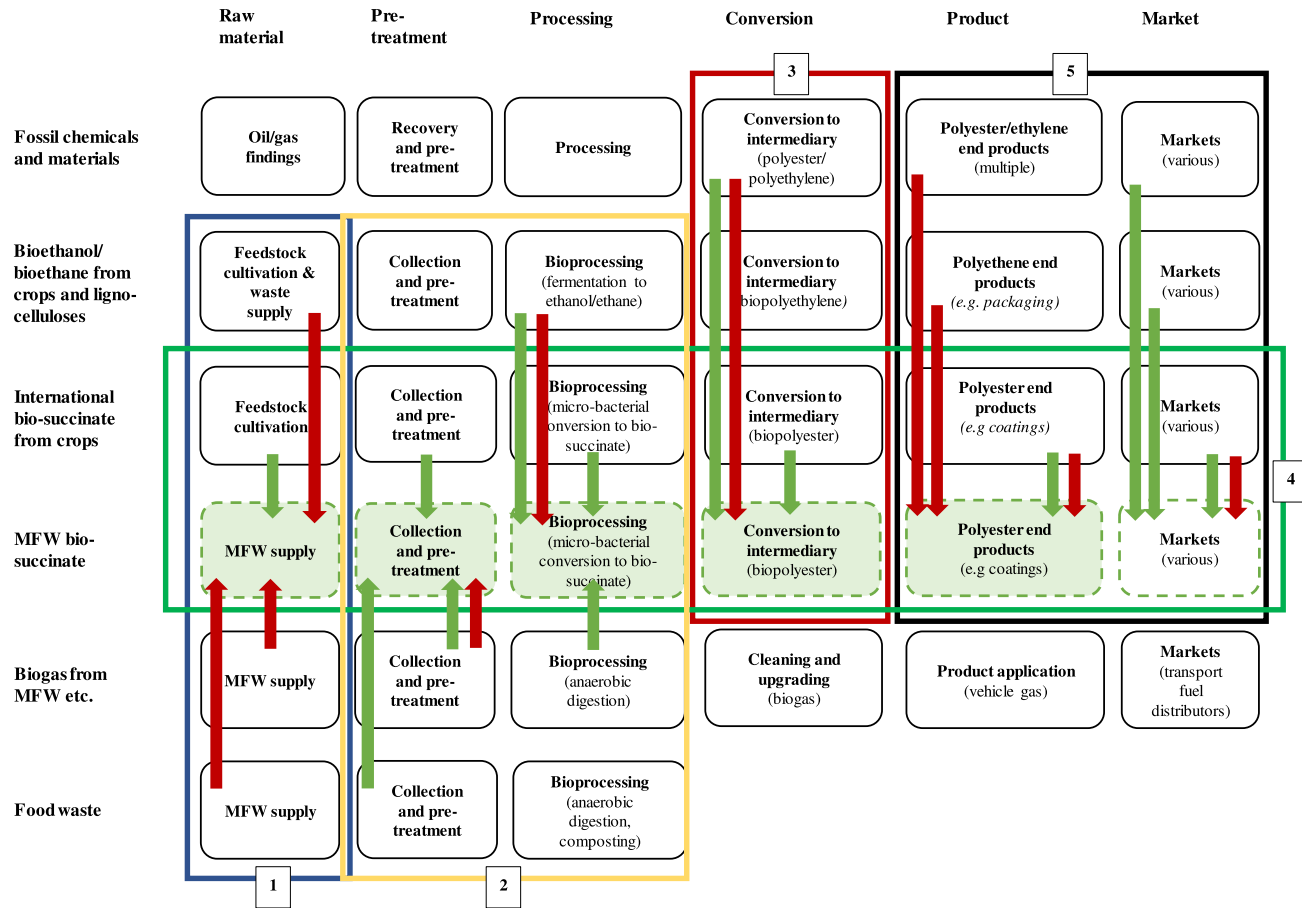 Raw
material
Pre-
treatment
Processing
Conversion
Product
Market
3
5
Fossil chemicals
and materials
Oil/gas
findings
Recovery
and pre-
treatment
Processing
Conversion to
intermediary
(polyester/
polyethylene)
Polyester/ethylene
end products
(multiple)
Markets
(various)
Bioethanol/
bioethane from
crops and ligno-
celluloses
Feedstock
cultivation &
waste
supply
Collection
and pre-
treatment
Bioprocessing
(fermentation to
ethanol/ethane)
Conversion to
intermediary
(biopolyethylene)
Polyethene end
products
(e.g. packaging)
Markets
(various)
International
bio-succinate
from crops
Feedstock
cultivation
Collection
and pre-
treatment
Bioprocessing
(micro-bacterial
conversion to bio-
succinate)
Conversion to
intermediary
(biopolyester)
Polyester end
products
(e.g coatings)
Markets
(various)
4
MFW bio-
succinate
MFW supply
Collection
and pre-
treatment
Bioprocessing
(micro-bacterial
conversion to bio-
succinate)
Conversion to
intermediary
(biopolyester)
Polyester end
products
(e.g coatings)
Markets
(various)
Biogas from
MFW etc.
MFW supply
Collection
and pre-
treatment
Bioprocessing
(anaerobic
digestion)
Cleaning and
upgrading
(biogas)
Product application
(vehicle gas)
Markets
(transport
fuel
distributors)
Food waste
MFW supply
Collection
and pre-
treatment
Bioprocessing
(anaerobic
digestion,
composting)
1
2